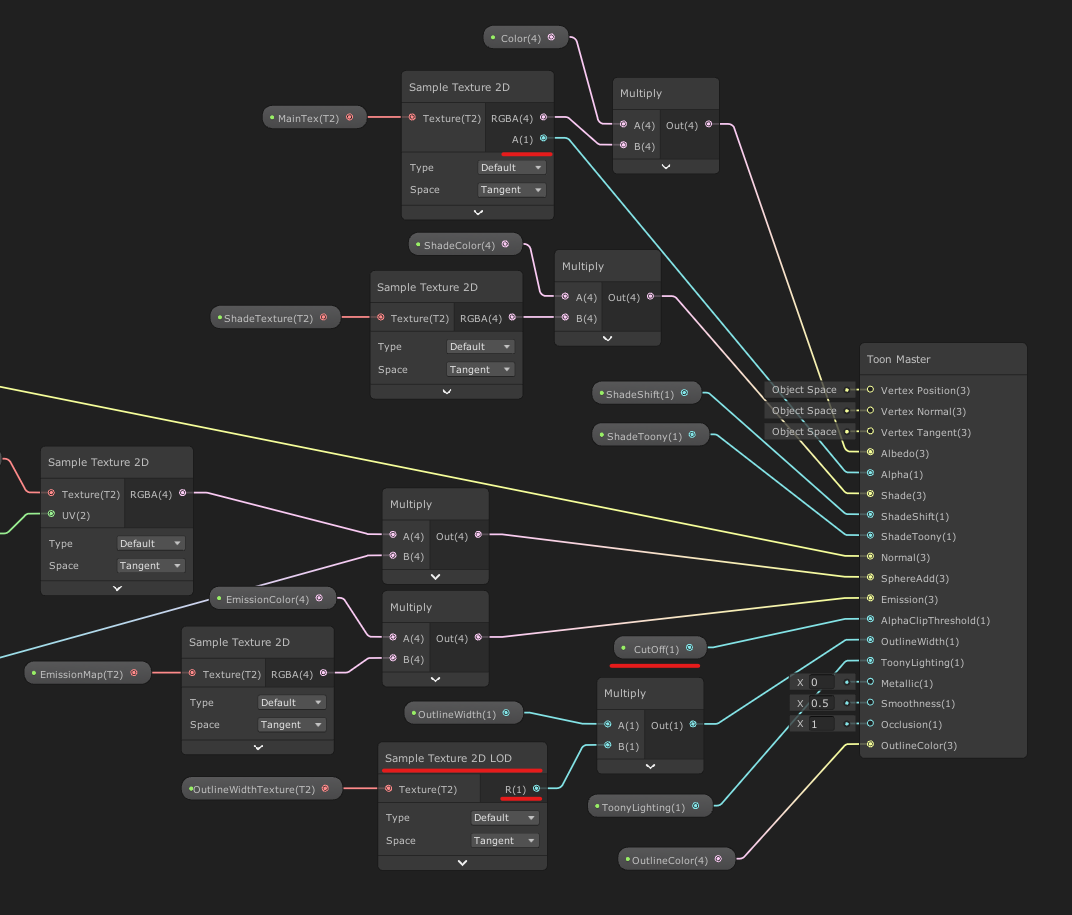 Color(4)
Sample Texture 2D
MainTex(T2)
Texture(T2)
RGBA(4)
A(1)
Type
Default
Space
Tangent
Multiply
A(4)
Out(4)
B(4)
ShadeColor(4)
Sample Texture 2D
ShadeTexture(T2)
Texture(T2)
RGBA(4)
Type
Default
Space
Tangent
Multiply
A(4)
Out(4)
B(4)
ShadeShift(1)
ShadeToony(1)
Sample Texture 2D
Texture(T2)
RGBA(4)
UV(2)
Type
Default
Space
Tangent
Multiply
A(4)
Out(4)
B(4)
EmissionColor(4)
Multiply
A(4)
Out(4)
B(4)
Sample Texture 2D
EmissionMap(T2)
Texture(T2)
RGBA(4)
Type
Default
Space
Tangent
CutOff(1)
OutlineWidth(1)
Multiply
A(1)
Out(1)
B(1)
Sample Texture 2D LOD
OutlineWidthTexture(T2)
Texture(T2)
R(1)
Type
Default
Space
Tangent
ToonyLighting(1)
OutlineColor(4)
Toon Master
Object Space
Vertex Position(3)
Object Space
Vertex Normal(3)
Object Space
Vertex Tangent(3)
Albedo(3)
Alpha(1)
Shade(3)
ShadeShift(1)
ShadeToony(1)
Normal(3)
SphereAdd(3)
Emission(3)
AlphaClipThreshold(1)
OutlineWidth(1)
ToonyLighting(1)
X 0
Metallic(1)
X 0.5
Smoothness(1)
X 1
Occlusion(1)
OutlineColor(3)